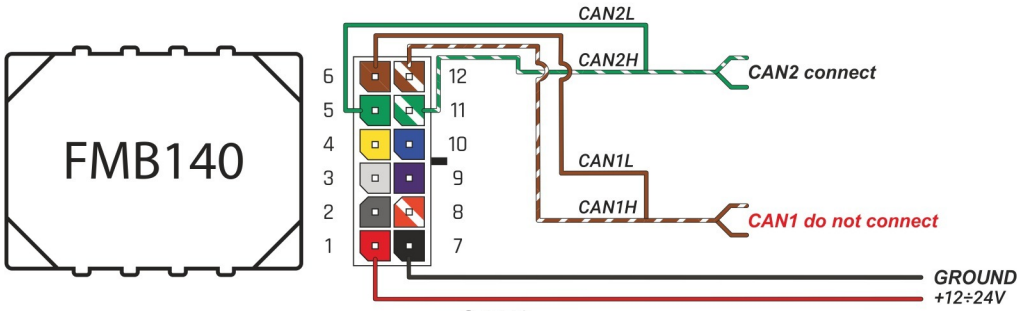 CAN2L
CAN2H
CAN2 connect
FMB140
6 12
5 11
4 10
3 9
2 8
1 7
CAN1L
CAN1H
CAN1 do not connect
GROUND
+12÷24V